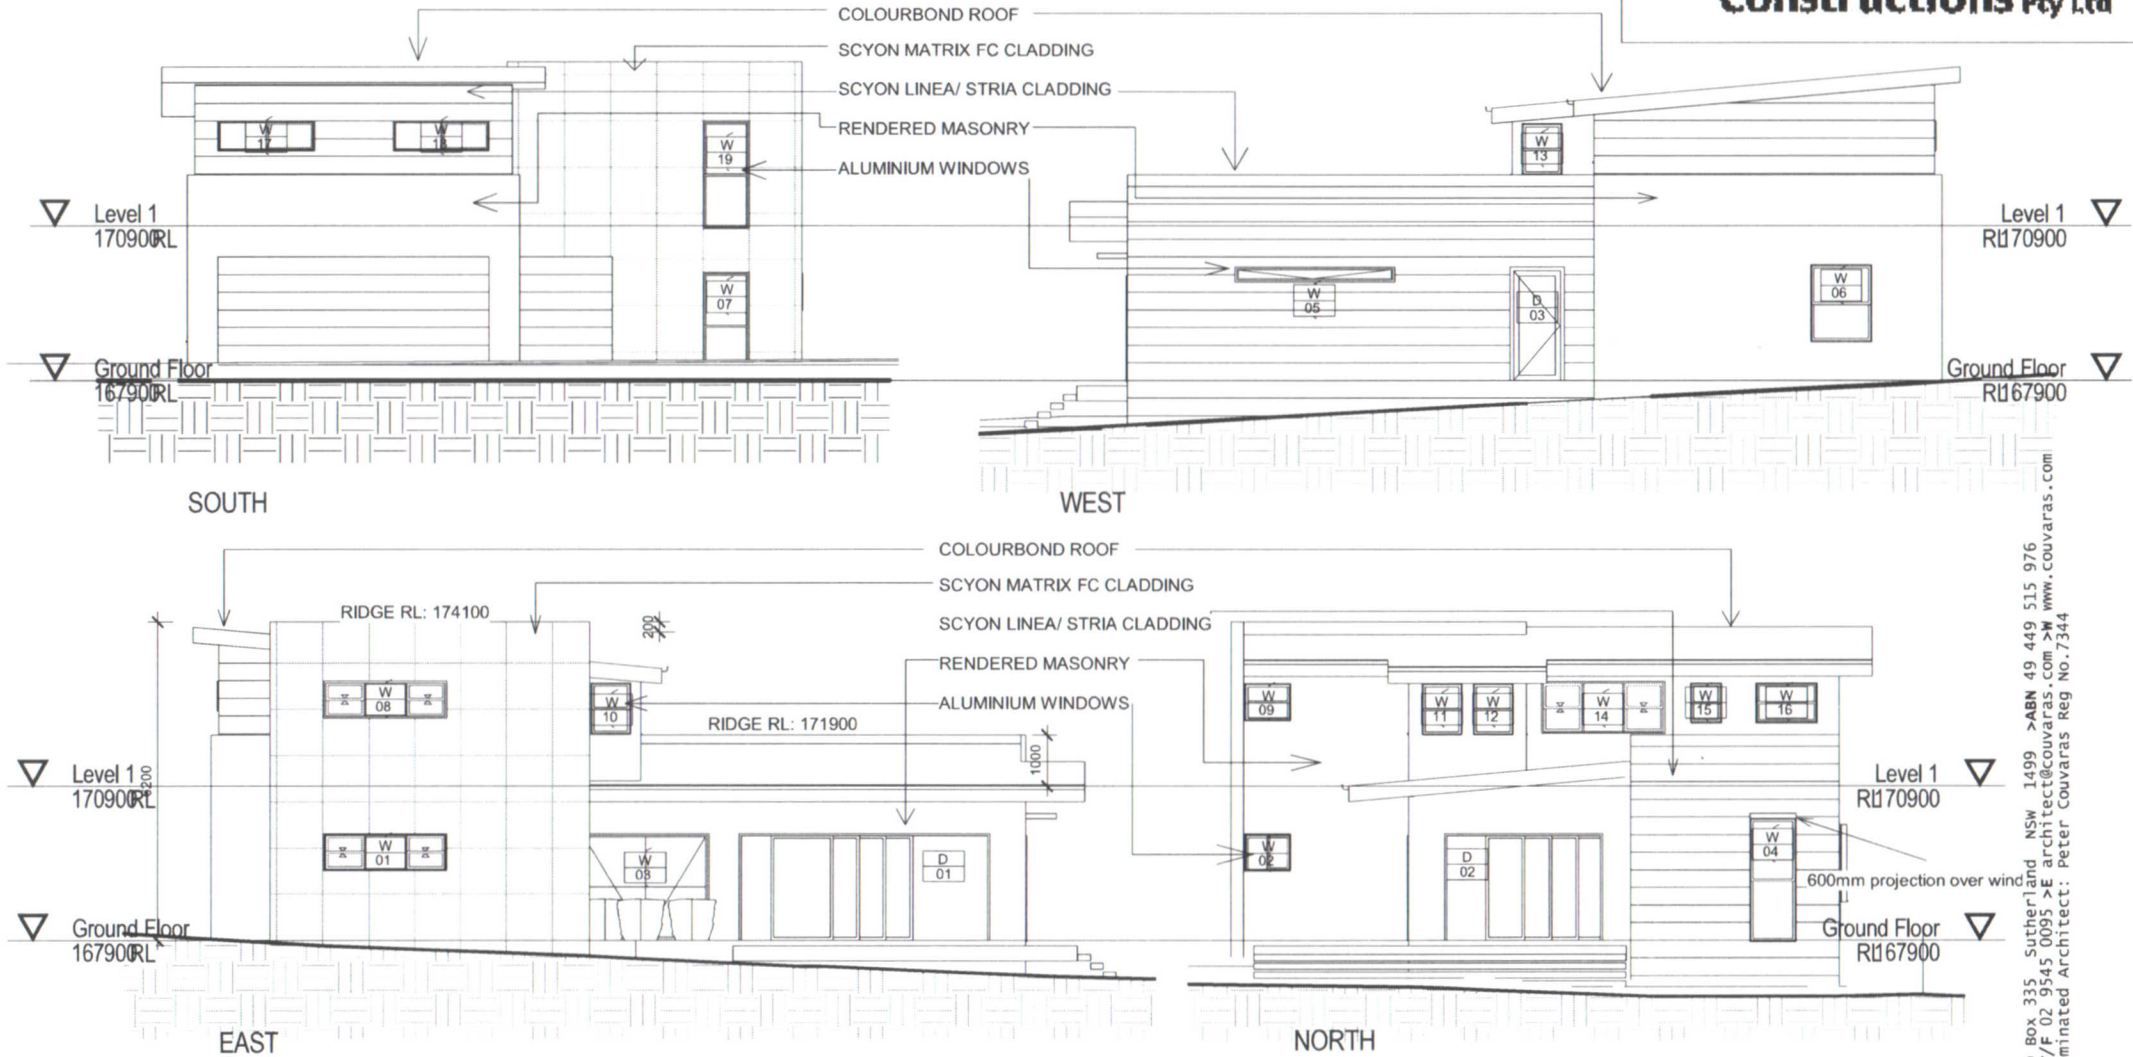 Constructions Pty Ltd
COLOURBOND ROOF
SCYON MATRIX FC CLADDING
SCYON LINEA/ STRIA CLADDING
RENDERED MASONRY
ALUMINIUM WINDOWS
W
17
W
18
W
19
W
07
Level 1
170900RL
Ground Floor
167900RL
SOUTH
W
13
W
05
D
03
W
06
Level 1
RL170900
Ground Floor
RL167900
WEST
COLOURBOND ROOF
SCYON MATRIX FC CLADDING
SCYON LINEA/ STRIA CLADDING
RENDERED MASONRY
ALUMINIUM WINDOWS
RIDGE RL: 174100
200
W
08
W
10
RIDGE RL: 171900
1000
Level 1
170900RL
W
01
W
03
D
01
Ground Floor
167900RL
EAST
W
09
W
11
W
12
W
14
W
15
W
16
Level 1
RL170900
W
02
D
02
W
04
600mm projection over wind
Ground Floor
RL167900
NORTH
Box 335 Sutherland NSW 1499 >ABN 49 449 515 976
/F 02 9545 0095 >E architect@couvaras.com >W www.couvaras.com
minated Architect: Peter Couvaras Reg No.7344